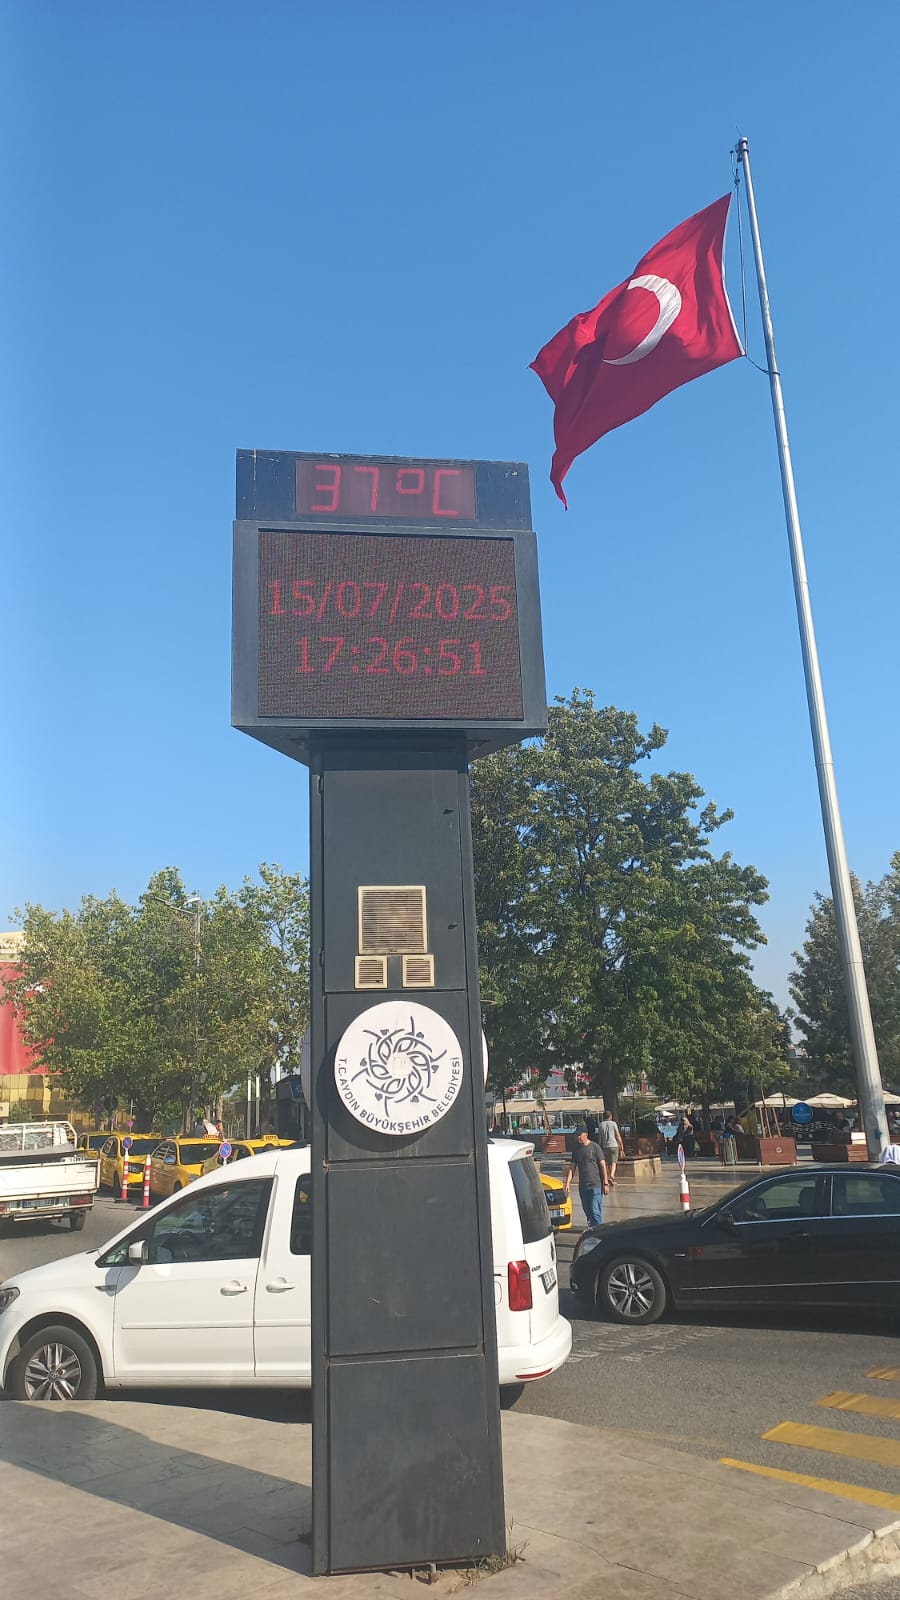 37°C
15/07/2025
17:26:51
T.C. AYDIN BÜYÜKŞEHİR BELEDİYESİ